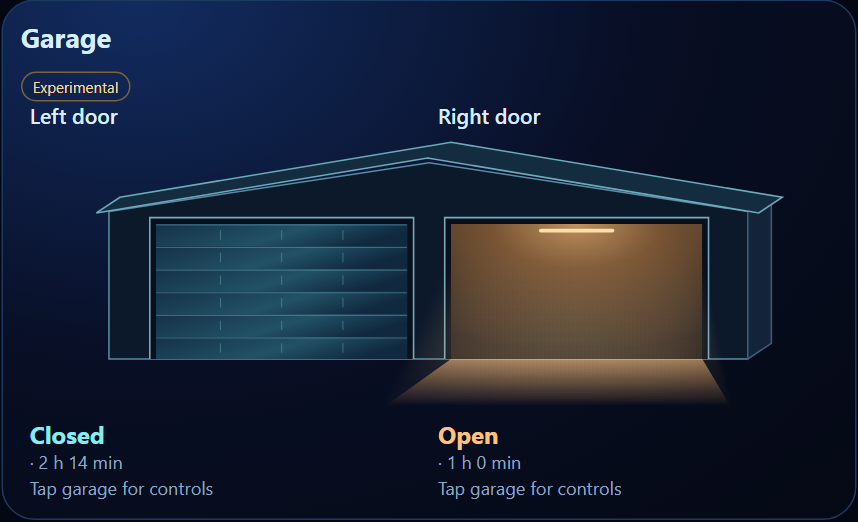 Garage
Experimental
Left door
Right door
Closed
· 2 h 14 min
Tap garage for controls
Open
· 1 h 0 min
Tap garage for controls